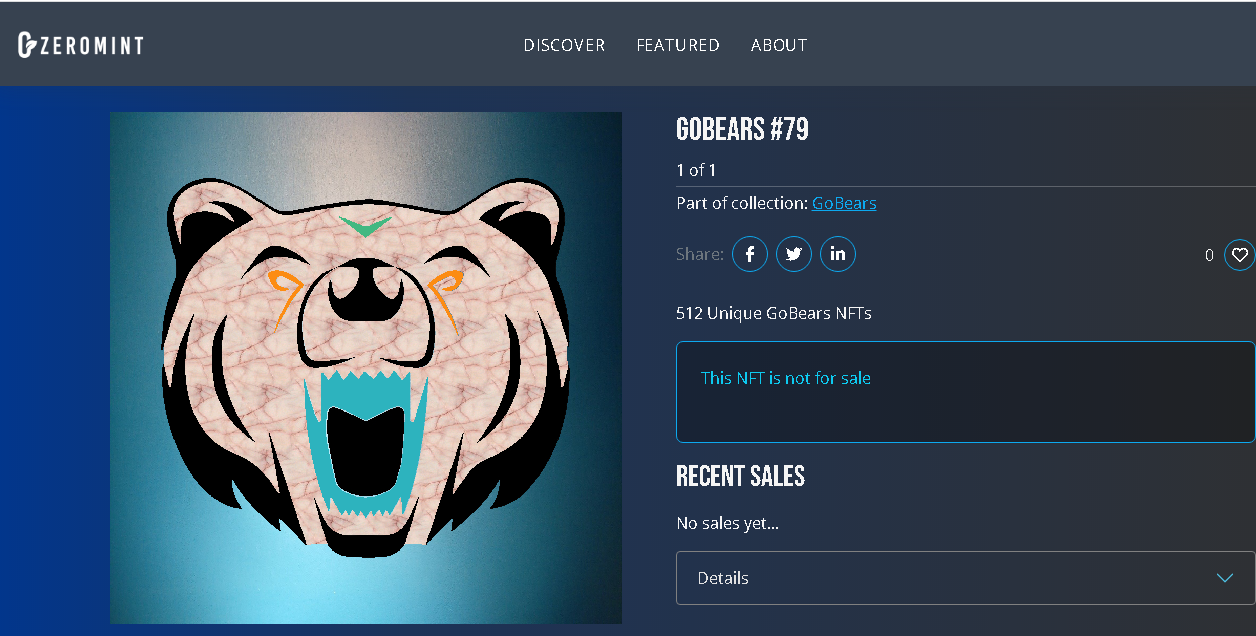 ZEROMINT
DISCOVER FEATURED ABOUT
GOBEARS #79
1 of 1
Part of collection: GoBears
Share:
0
512 Unique GoBears NFTs
This NFT is not for sale
RECENT SALES
No sales yet...
Details